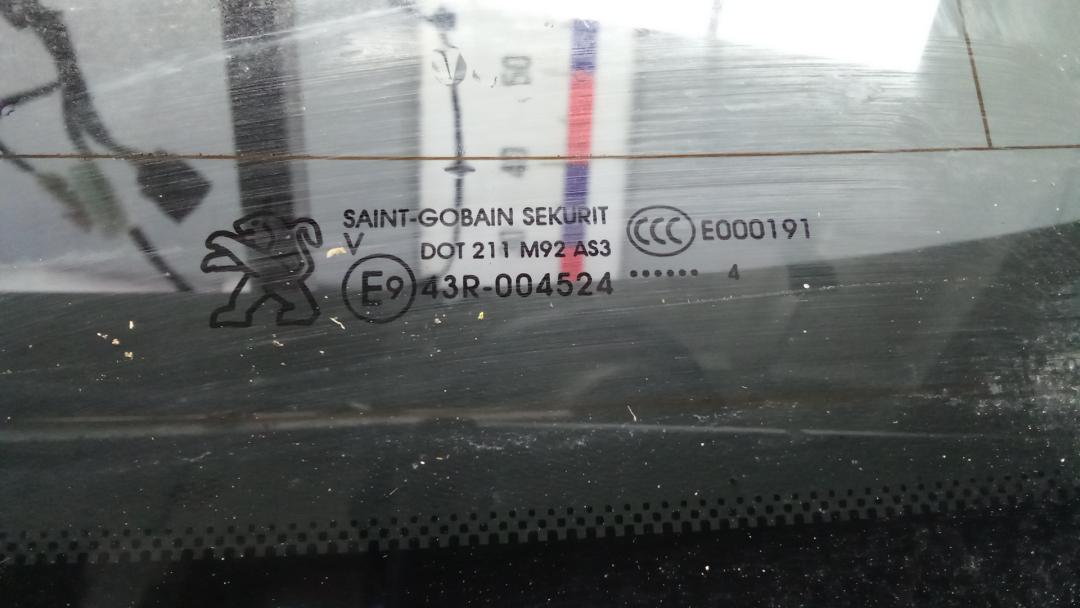 SAINT-GOBAIN SEKURIT
V DOT 211 M92 AS3
E9 43R-004524
CCC E000191
...... 4